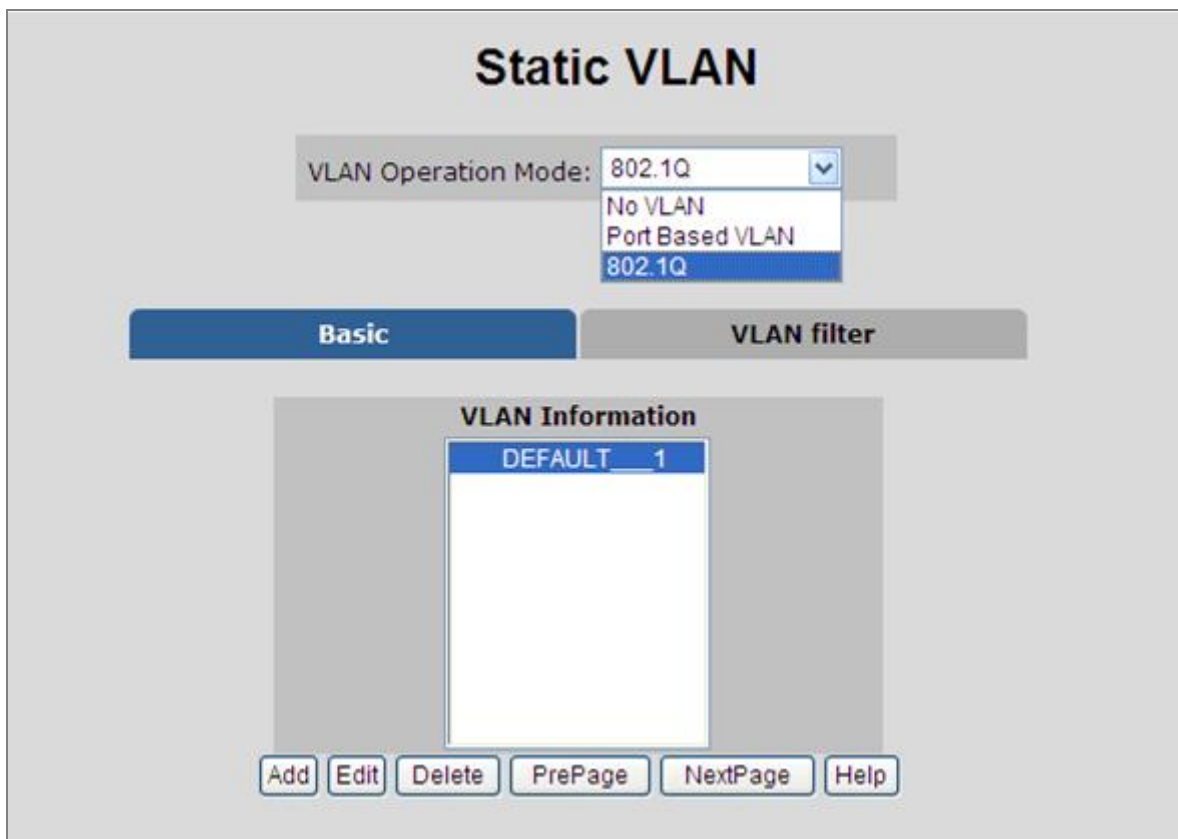 Static VLAN
VLAN Operation Mode: 802.1Q
No VLAN
Port Based VLAN
802.1Q
Basic VLAN filter
VLAN Information
DEFAULT___1
Add Edit Delete PrePage NextPage Help